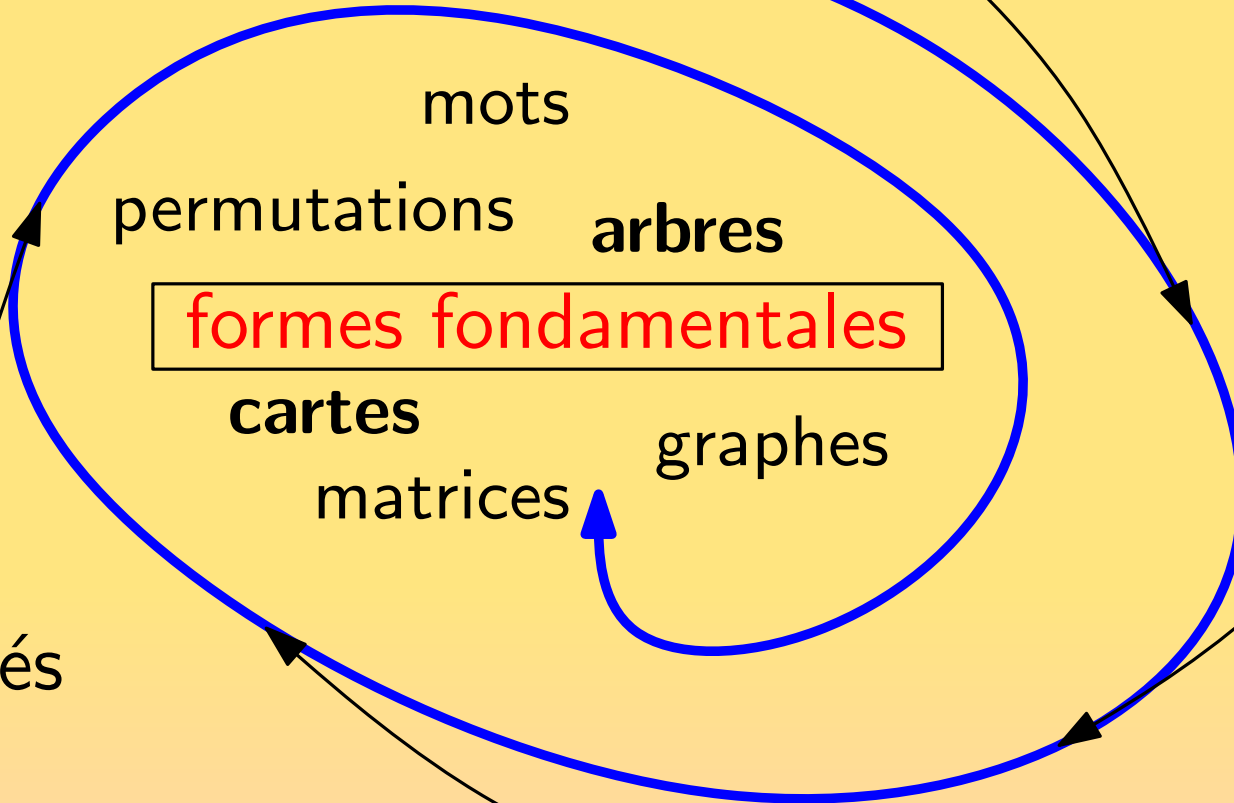 mots
permutations
arbres
formes fondamentales
cartes
graphes
matrices
és